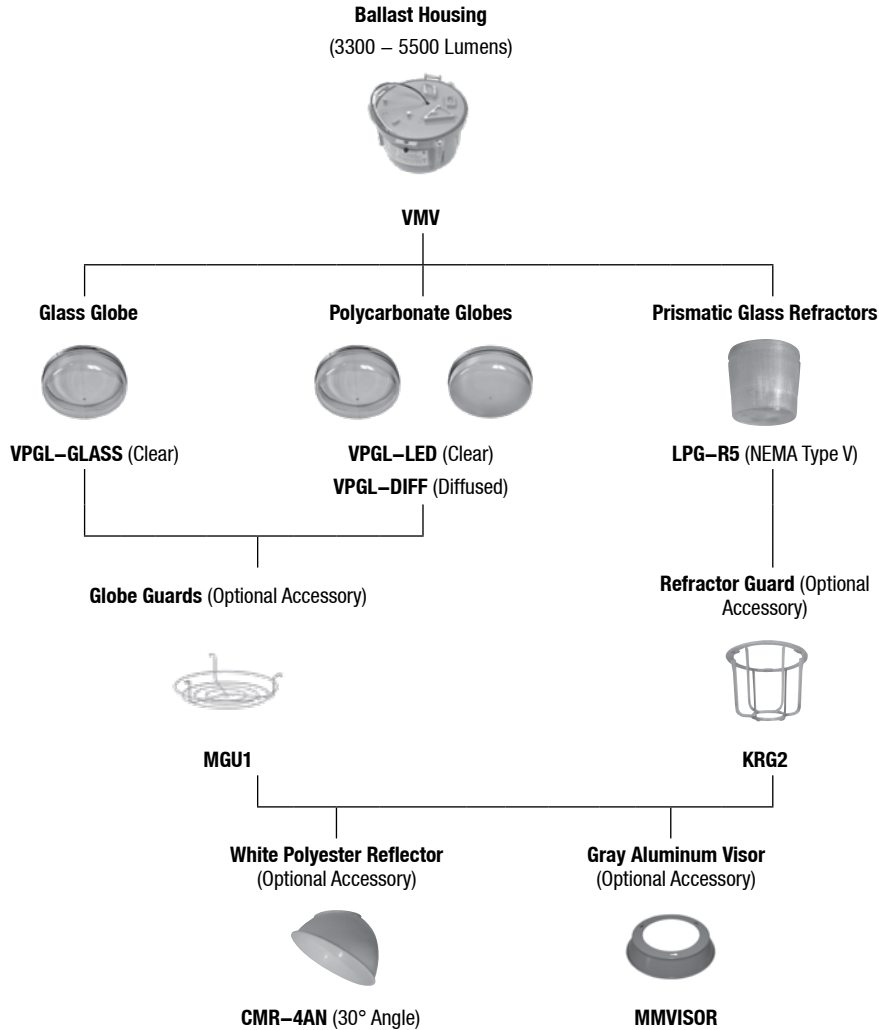 Ballast Housing
(3300 – 5500 Lumens)
VMV
Glass Globe
Polycarbonate Globes
Prismatic Glass Refractors
VPGL–GLASS (Clear)
VPGL–LED (Clear)
VPGL–DIFF (Diffused)
LPG–R5 (NEMA Type V)
Globe Guards (Optional Accessory)
Refractor Guard (Optional
Accessory)
MGU1
KRG2
White Polyester Reflector
(Optional Accessory)
Gray Aluminum Visor
(Optional Accessory)
CMR–4AN (30° Angle)
MMVISOR